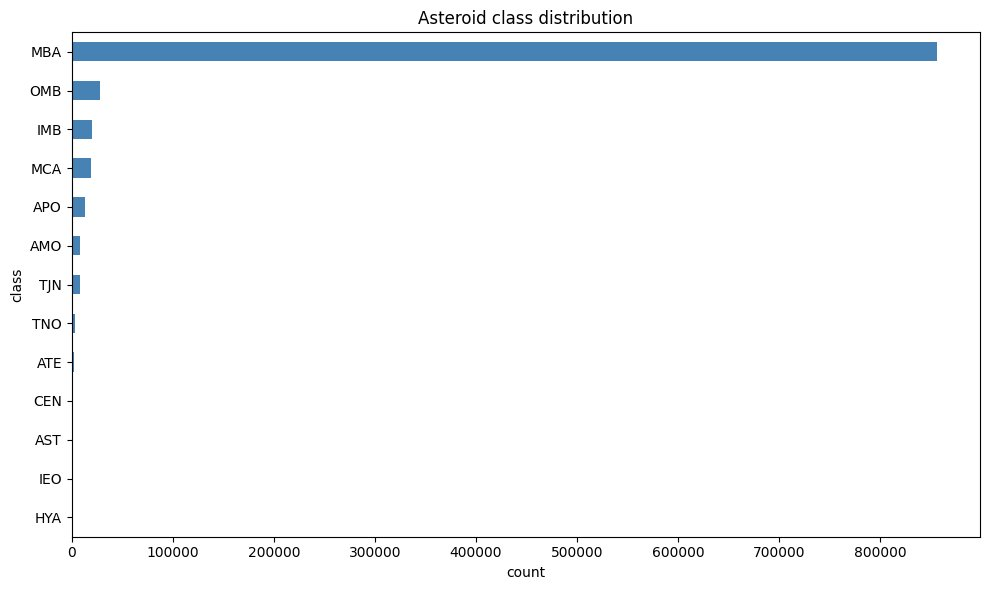 Asteroid class distribution
MBA
OMB
IMB
MCA
APO
AMO
TJN
TNO
ATE
CEN
AST
IEO
HYA
class
0 100000 200000 300000 400000 500000 600000 700000 800000
count